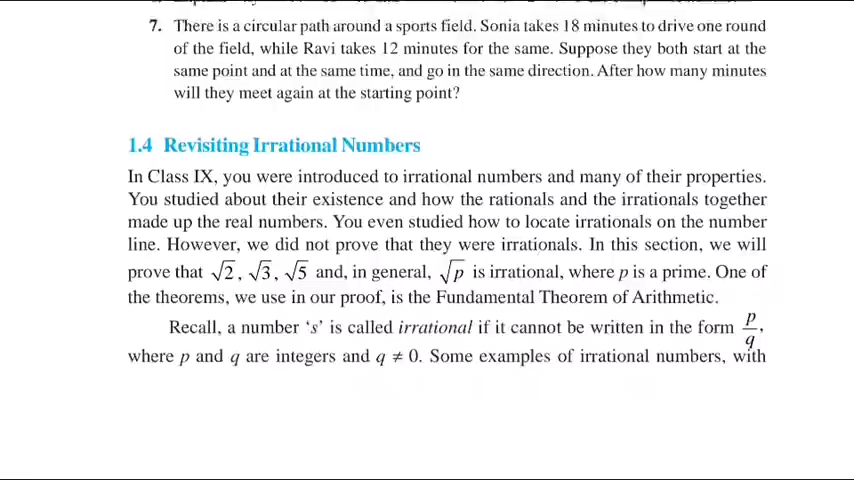 7. There is a circular path around a sports field. Sonia takes 18 minutes to drive one round
of the field, while Ravi takes 12 minutes for the same. Suppose they both start at the
same point and at the same time, and go in the same direction. After how many minutes
will they meet again at the starting point?
1.4 Revisiting Irrational Numbers
In Class IX, you were introduced to irrational numbers and many of their properties.
You studied about their existence and how the rationals and the irrationals together
made up the real numbers. You even studied how to locate irrationals on the number
line. However, we did not prove that they were irrationals. In this section, we will
prove that √2, √3, √5 and, in general, √p is irrational, where p is a prime. One of
the theorems, we use in our proof, is the Fundamental Theorem of Arithmetic.
Recall, a number ‘s’ is called irrational if it cannot be written in the form p/q,
where p and q are integers and q ≠ 0. Some examples of irrational numbers, with